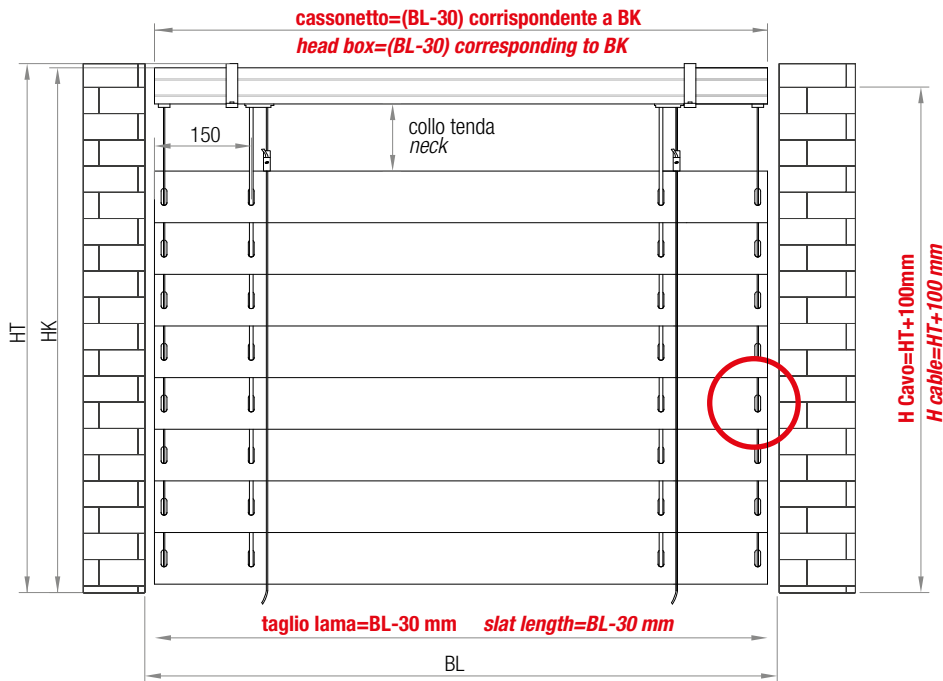 cassonetto=(BL-30) corrispondente a BK
head box=(BL-30) corresponding to BK
150
collo tenda
neck
HT
HK
H Cavo=HT+100mm
H cable=HT+100 mm
taglio lama=BL-30 mm slat length=BL-30 mm
BL